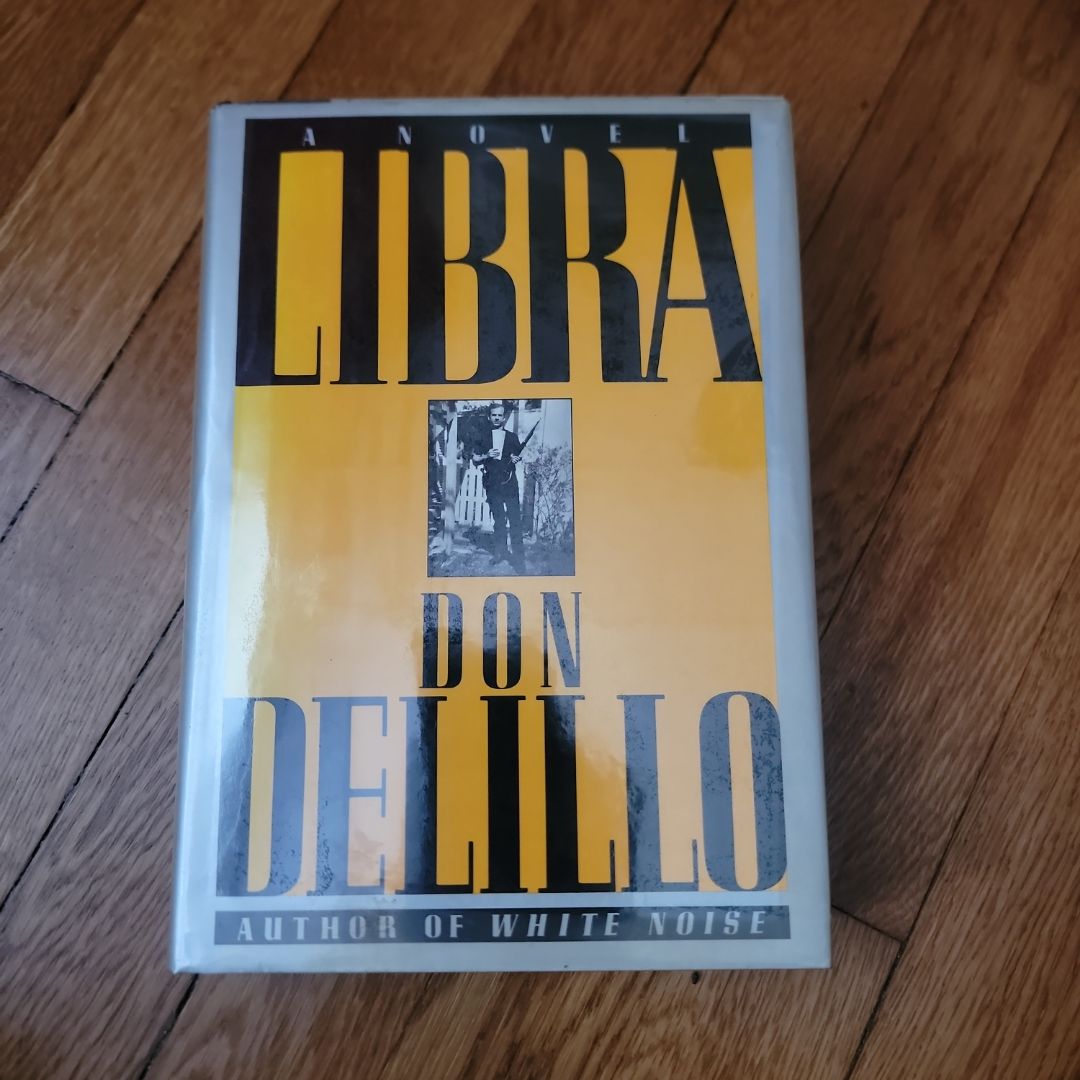 A NOVEL
LIBRA
DON
DELILLO
AUTHOR OF WHITE NOISE